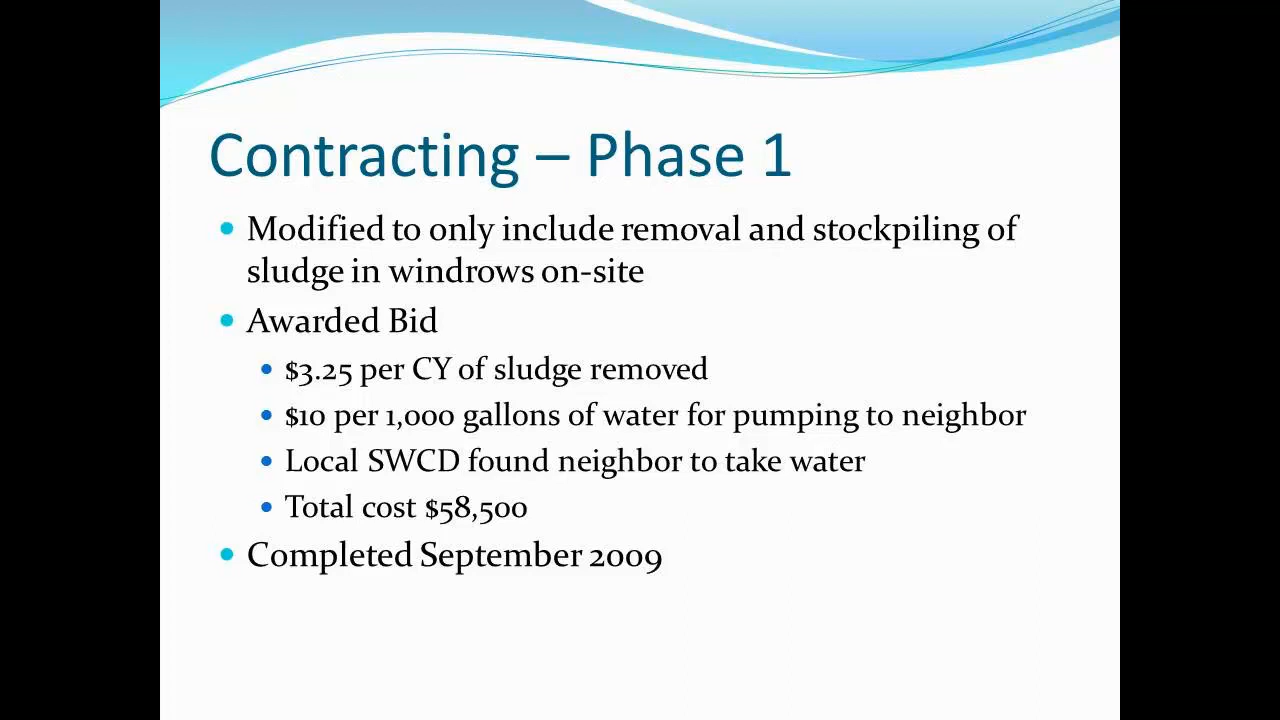 Contracting – Phase 1
• Modified to only include removal and stockpiling of
sludge in windrows on-site
• Awarded Bid
• $3.25 per CY of sludge removed
• $10 per 1,000 gallons of water for pumping to neighbor
• Local SWCD found neighbor to take water
• Total cost $58,500
• Completed September 2009